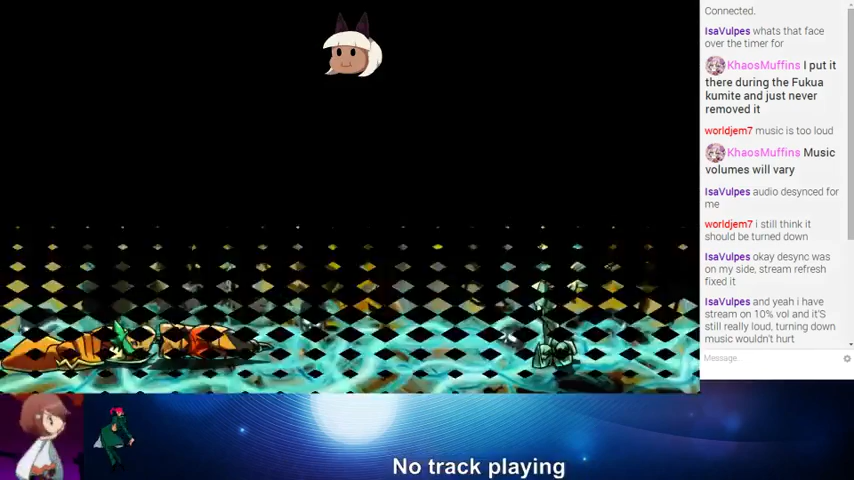 Connected.
IsaVulpes whats that face
over the timer for
KhaosMuffins I put it
there during the Fukua
kumite and just never
removed it
worldjem7 music is too loud
KhaosMuffins Music
volumes will vary
IsaVulpes audio desynced for
me
worldjem7 i still think it
should be turned down
IsaVulpes okay desync was
on my side, stream refresh
fixed it
IsaVulpes and yeah i have
stream on 10% vol and it'S
still really loud, turning down
music wouldn't hurt
Message..
No track playing